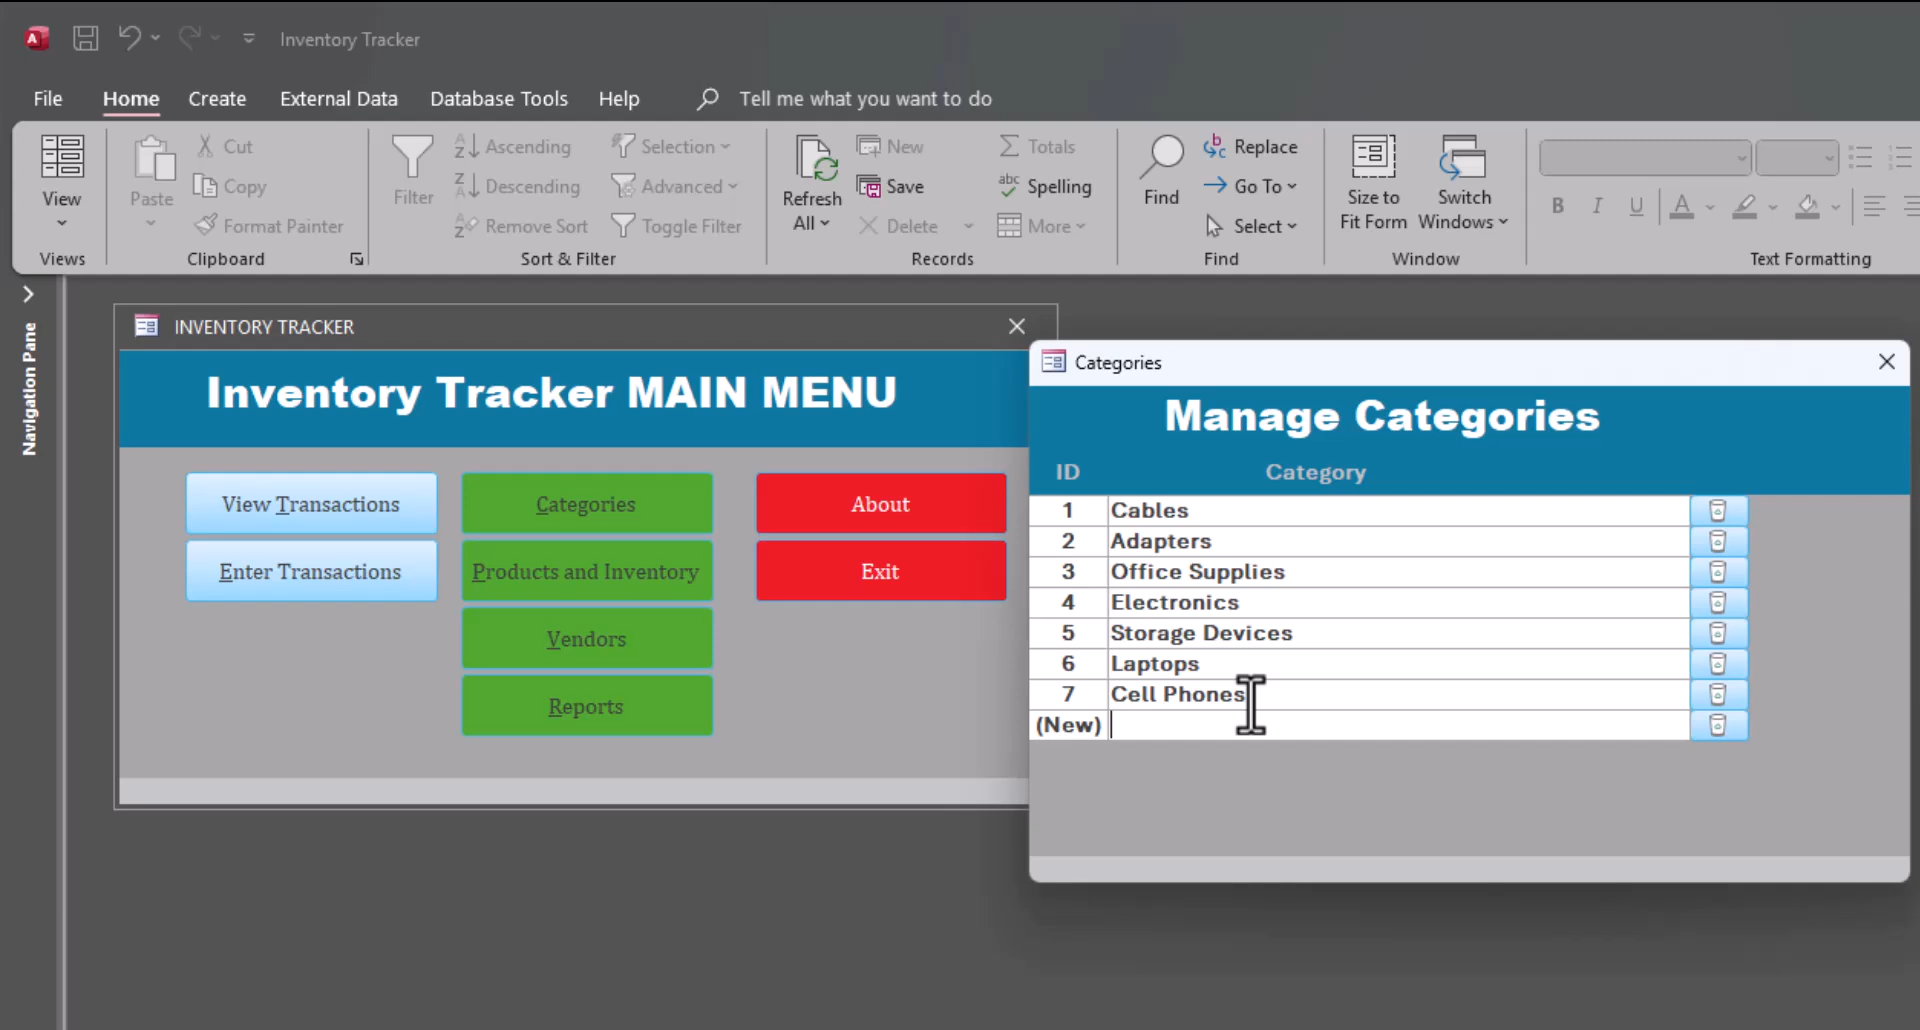 Inventory Tracker
File Home Create External Data Database Tools Help Tell me what you want to do
View
Views
Paste
Cut
Copy
Format Painter
Clipboard
Filter
Ascending
Descending
Remove Sort
Selection
Advanced
Toggle Filter
Sort & Filter
Refresh
All
New
Save
Delete
Totals
Spelling
More
Records
Find
Replace
Go To
Select
Find
Size to
Fit Form
Switch
Windows
Window
B I U A
Text Formatting
Navigation Pane
INVENTORY TRACKER
Inventory Tracker MAIN MENU
View Transactions
Enter Transactions
Categories
Products and Inventory
Vendors
Reports
About
Exit
Categories
Manage Categories
ID Category
1 Cables
2 Adapters
3 Office Supplies
4 Electronics
5 Storage Devices
6 Laptops
7 Cell Phones
(New)